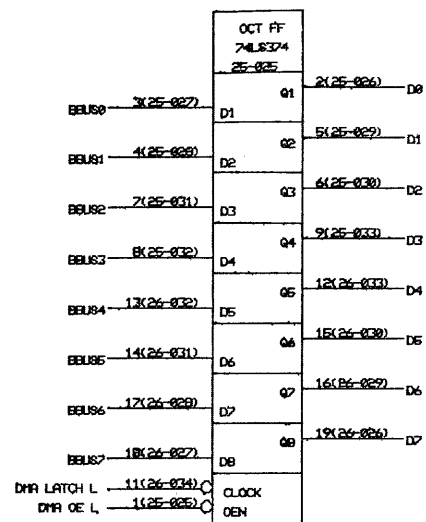 OCT FF
74LS374
25-025
Q1 2(25-026) D0
BBUS0 3(25-027) D1
Q2 5(25-029) D1
BBUS1 4(25-028) D2
Q3 6(25-030) D2
BBUS2 7(25-031) D3
Q4 9(25-033) D3
BBUS3 8(25-032) D4
Q5 12(26-033) D4
BBUS4 13(26-032) D5
Q6 15(26-030) D5
BBUS5 14(26-031) D6
Q7 16(26-029) D6
BBUS6 17(26-028) D7
Q8 19(26-026) D7
BBUS7 18(26-027) D8
DMA LATCH L 11(26-034) CLOCK
DMA OE L 1(25-025) OEN